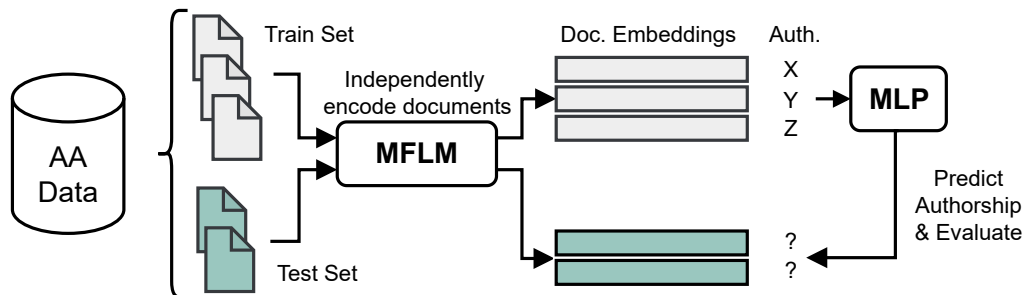 AA
Data
Train Set
Test Set
Independently
encode documents
MFLM
Doc. Embeddings
Auth.
X
Y
Z
MLP
Predict
Authorship
& Evaluate
?
?